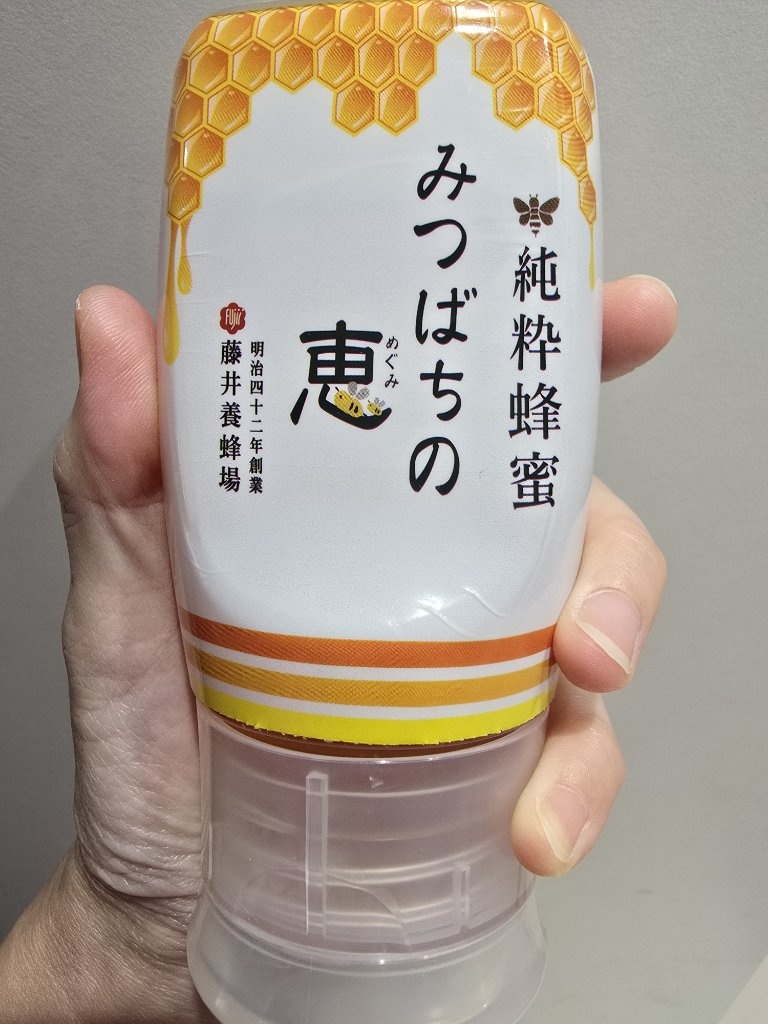 純粋蜂蜜
みつばちの
恵
めぐみ
Fujii
明治四十二年創業
藤井養蜂場